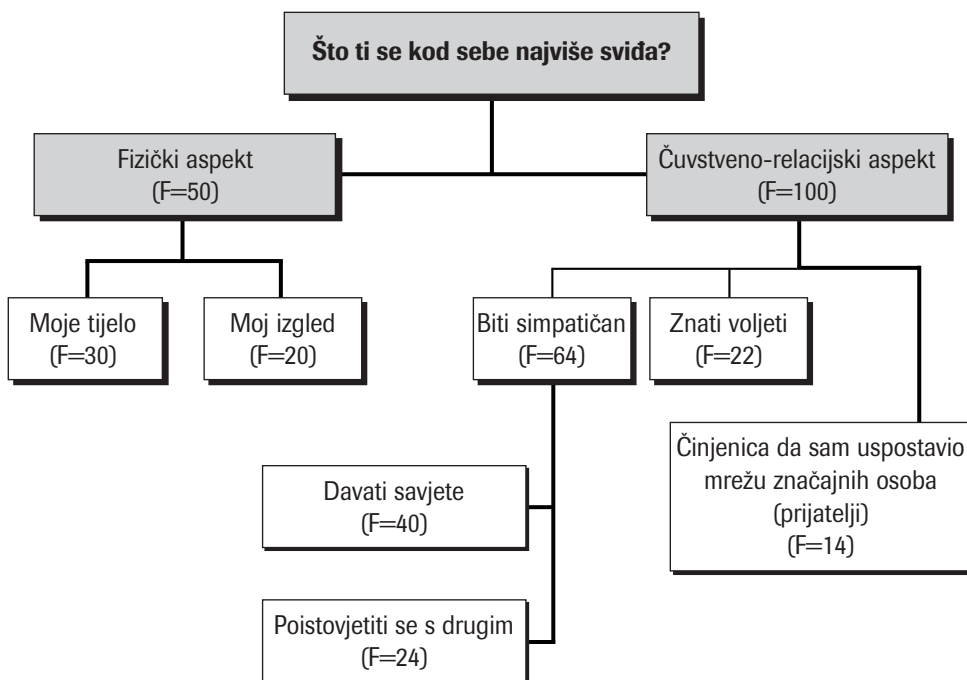 Što ti se kod sebe najviše sviđa?
Fizički aspekt
(F=50)
Čuvstveno-relacijski aspekt
(F=100)
Moje tijelo
(F=30)
Moj izgled
(F=20)
Biti simpatičan
(F=64)
Znati voljeti
(F=22)
Činjenica da sam uspostavio
mrežu značajnih osoba
(prijatelji)
(F=14)
Davati savjete
(F=40)
Poistovjetiti se s drugim
(F=24)